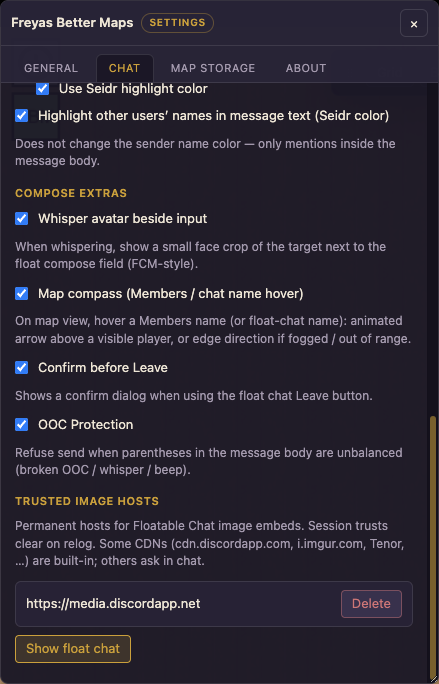 Freyas Better Maps SETTINGS ×
GENERAL CHAT MAP STORAGE ABOUT
Use Seidr highlight color
Highlight other users’ names in message text (Seidr color)
Does not change the sender name color — only mentions inside the
message body.
COMPOSE EXTRAS
Whisper avatar beside input
When whispering, show a small face crop of the target next to the
float compose field (FCM-style).
Map compass (Members / chat name hover)
On map view, hover a Members name (or float-chat name): animated
arrow above a visible player, or edge direction if fogged / out of range.
Confirm before Leave
Shows a confirm dialog when using the float chat Leave button.
OOC Protection
Refuse send when parentheses in the message body are unbalanced
(broken OOC / whisper / beep).
TRUSTED IMAGE HOSTS
Permanent hosts for Floatable Chat image embeds. Session trusts
clear on relog. Some CDNs (cdn.discordapp.com, i.imgur.com, Tenor,
…) are built-in; others ask in chat.
https://media.discordapp.net Delete
Show float chat